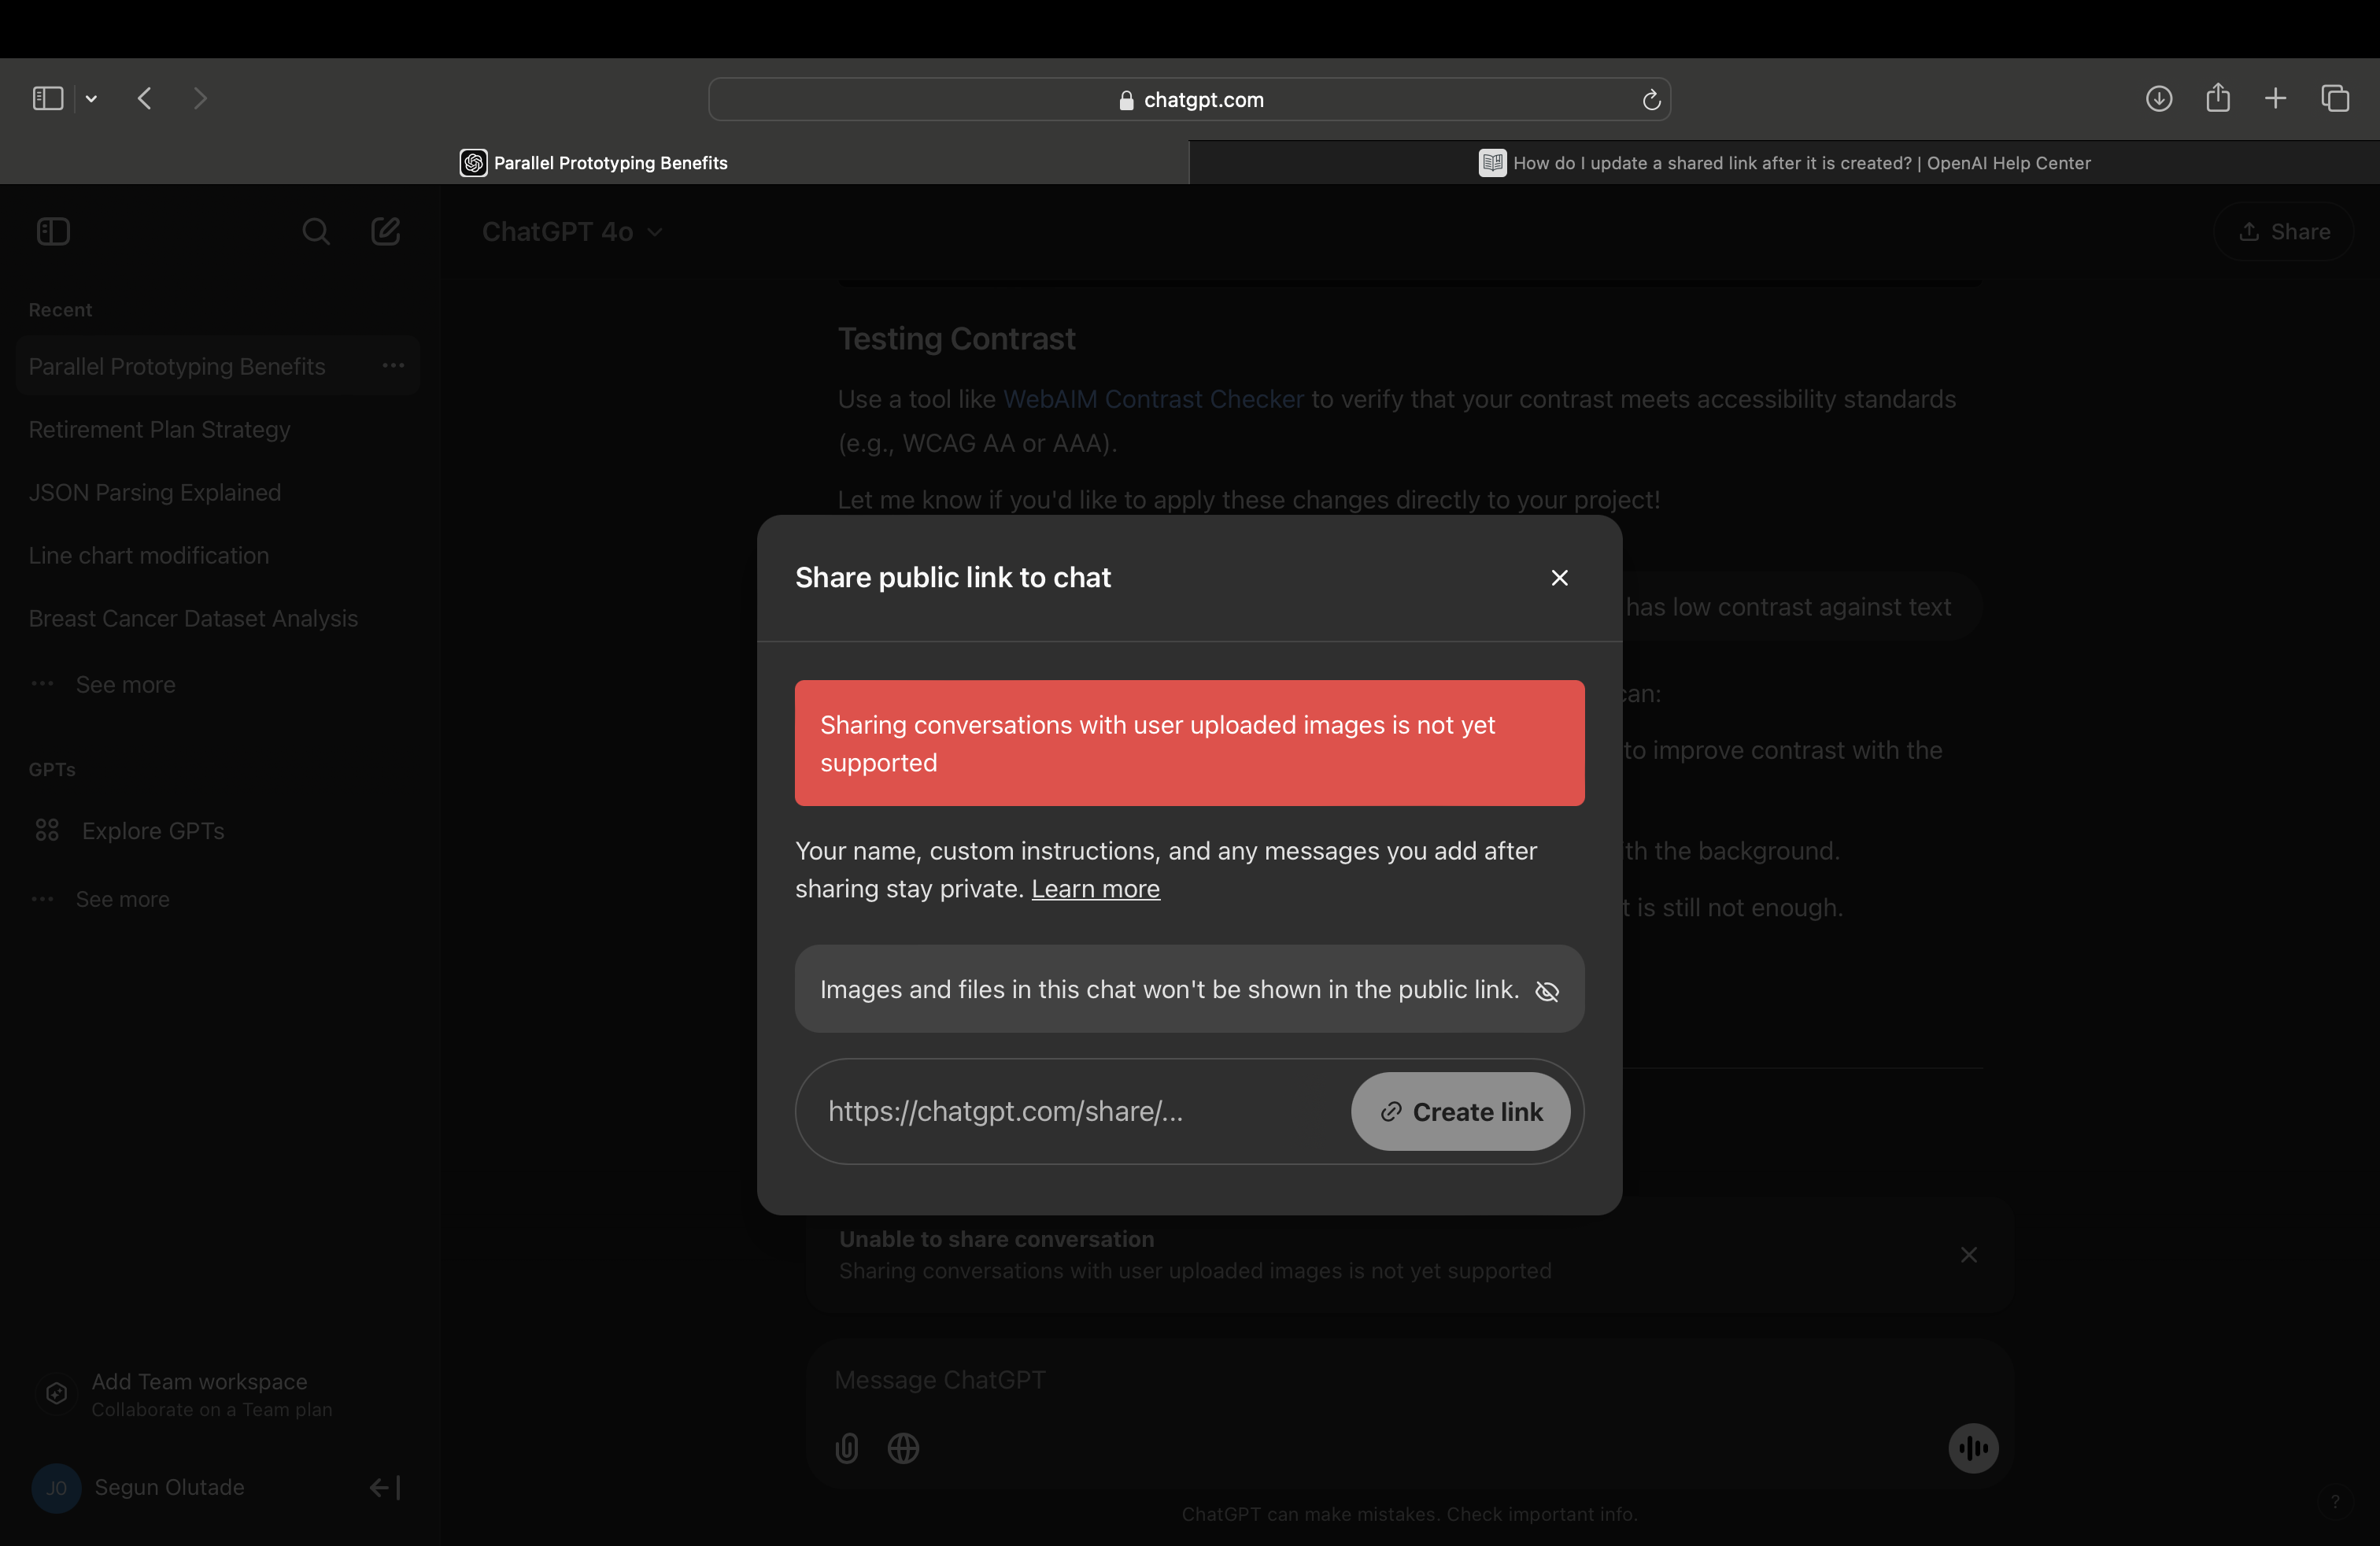 chatgpt.com
Parallel Prototyping Benefits
How do I update a shared link after it is created? | OpenAI Help Center
ChatGPT 4o
Share
Recent
Parallel Prototyping Benefits
Retirement Plan Strategy
JSON Parsing Explained
Line chart modification
Breast Cancer Dataset Analysis
See more
GPTs
Explore GPTs
See more
Add Team workspace
Collaborate on a Team plan
JO
Segun Olutade
Testing Contrast
Use a tool like WebAIM Contrast Checker to verify that your contrast meets accessibility standards
(e.g., WCAG AA or AAA).
Let me know if you'd like to apply these changes directly to your project!
has low contrast against text
can:
to improve contrast with the
th the background.
t is still not enough.
Share public link to chat
Sharing conversations with user uploaded images is not yet
supported
Your name, custom instructions, and any messages you add after
sharing stay private. Learn more
Images and files in this chat won't be shown in the public link.
https://chatgpt.com/share/...
Create link
Unable to share conversation
Sharing conversations with user uploaded images is not yet supported
Message ChatGPT
ChatGPT can make mistakes. Check important info.
?